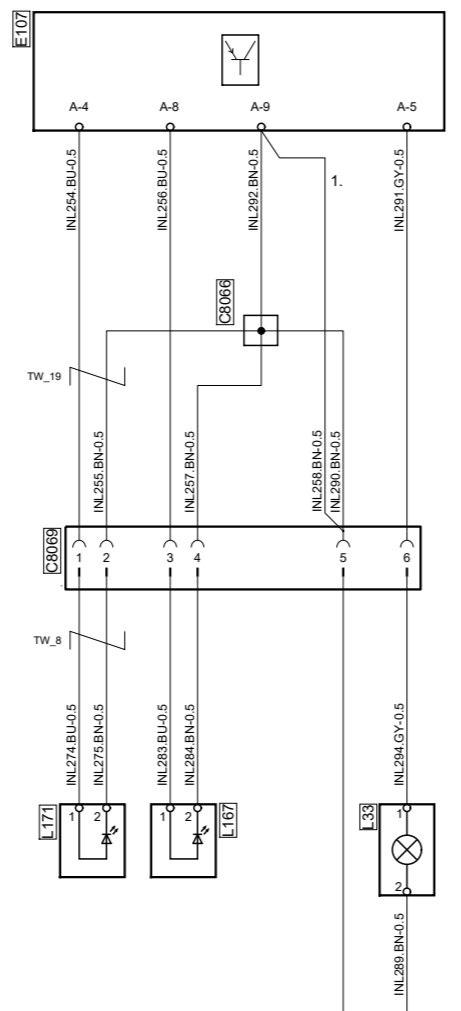 E107
A-4 A-8 A-9 A-5
INL254.BU-0.5
INL256.BU-0.5
INL292.BN-0.5
1.
INL291.GY-0.5
C8066
TW_19
INL255.BN-0.5
INL257.BN-0.5
INL258.BN-0.5
INL290.BN-0.5
C8069
1 2 3 4 5 6
TW_8
INL274.BU-0.5
INL275.BN-0.5
INL283.BU-0.5
INL284.BN-0.5
INL294.GY-0.5
L171
1 2
L167
1 2
L33
1
2
INL289.BN-0.5